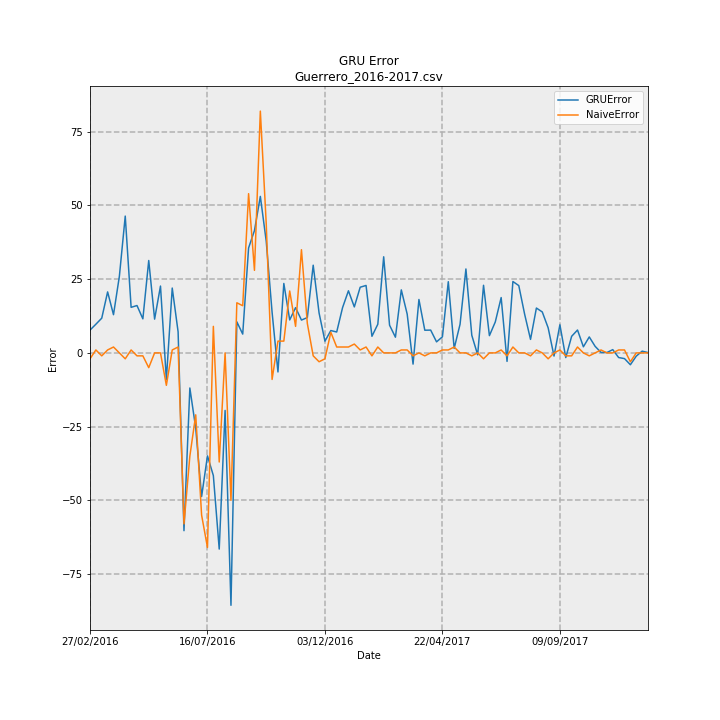 GRU Error
Guerrero_2016-2017.csv
GRUError
NaiveError
75
50
25
0
−25
−50
−75
Error
27/02/2016
16/07/2016
03/12/2016
22/04/2017
09/09/2017
Date